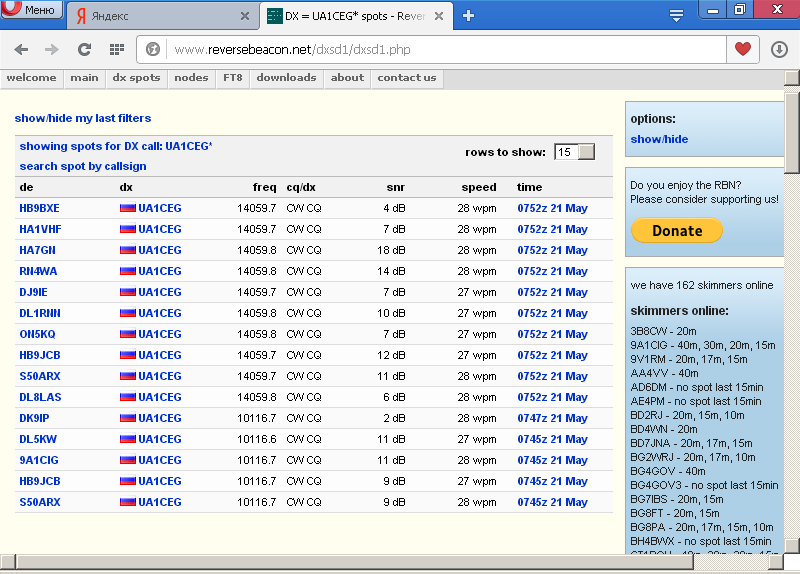 Меню
Яндекс
DX = UA1CEG* spots - Rever
www.reversebeacon.net/dxsd1/dxsd1.php
welcome main dx spots nodes FT8 downloads about contact us
show/hide my last filters
showing spots for DX call: UA1CEG*
search spot by callsign
rows to show: 15
de dx freq cq/dx snr speed time
HB9BXE UA1CEG 14059.7 CW CQ 4 dB 28 wpm 0752z 21 May
HA1VHF UA1CEG 14059.7 CW CQ 7 dB 28 wpm 0752z 21 May
HA7GN UA1CEG 14059.8 CW CQ 18 dB 28 wpm 0752z 21 May
RN4WA UA1CEG 14059.8 CW CQ 14 dB 28 wpm 0752z 21 May
DJ9IE UA1CEG 14059.7 CW CQ 7 dB 27 wpm 0752z 21 May
DL1RNN UA1CEG 14059.8 CW CQ 10 dB 27 wpm 0752z 21 May
ON5KQ UA1CEG 14059.8 CW CQ 7 dB 28 wpm 0752z 21 May
HB9JCB UA1CEG 14059.7 CW CQ 12 dB 27 wpm 0752z 21 May
S50ARX UA1CEG 14059.7 CW CQ 11 dB 28 wpm 0752z 21 May
DL8LAS UA1CEG 14059.8 CW CQ 6 dB 28 wpm 0752z 21 May
DK9IP UA1CEG 10116.7 CW CQ 2 dB 28 wpm 0747z 21 May
DL5KW UA1CEG 10116.6 CW CQ 11 dB 27 wpm 0745z 21 May
9A1CIG UA1CEG 10116.7 CW CQ 11 dB 28 wpm 0745z 21 May
HB9JCB UA1CEG 10116.7 CW CQ 9 dB 27 wpm 0745z 21 May
S50ARX UA1CEG 10116.7 CW CQ 9 dB 28 wpm 0745z 21 May
options:
show/hide
Do you enjoy the RBN?
Please consider supporting us!
Donate
we have 162 skimmers online
skimmers online:
3B8CW - 20m
9A1CIG - 40m, 30m, 20m, 15m
9V1RM - 20m, 17m, 15m
AA4VV - 40m
AD6DM - no spot last 15min
AE4PM - no spot last 15min
BD2RJ - 20m, 15m, 10m
BD4WN - 20m
BD7JNA - 20m, 17m, 15m
BG2WRJ - 20m, 17m, 10m
BG4GOV - 40m
BG4GOV3 - no spot last 15min
BG7IBS - 20m, 15m
BG8FT - 20m, 15m
BG8PA - 20m, 17m, 15m, 10m
BH4BWX - no spot last 15min